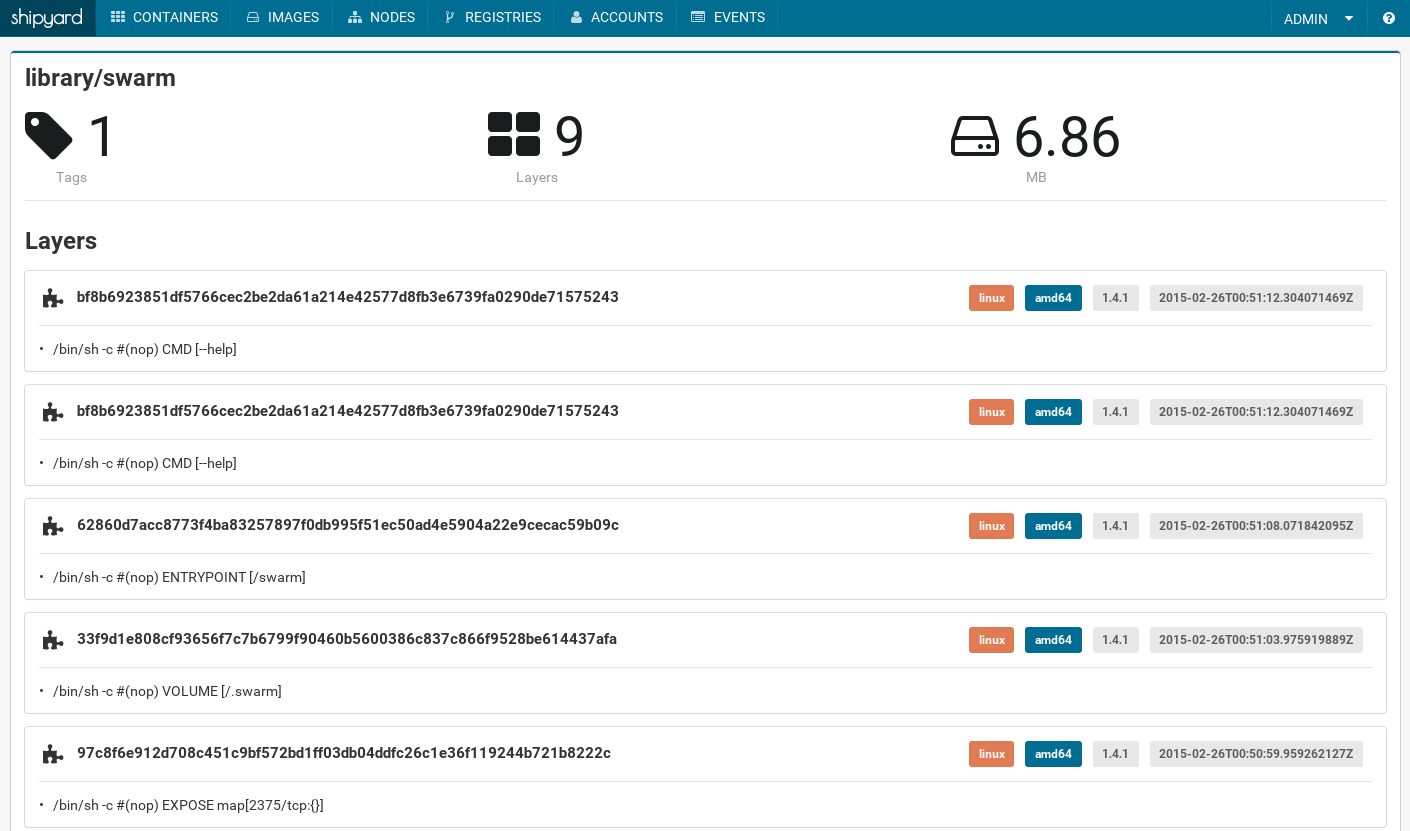 shipyard CONTAINERS IMAGES NODES REGISTRIES ACCOUNTS EVENTS ADMIN
library/swarm
1 9 6.86
Tags Layers MB
Layers
bf8b6923851df5766cec2be2da61a214e42577d8fb3e6739fa0290de71575243 linux amd64 1.4.1 2015-02-26T00:51:12.304071469Z
• /bin/sh -c #(nop) CMD [--help]
bf8b6923851df5766cec2be2da61a214e42577d8fb3e6739fa0290de71575243 linux amd64 1.4.1 2015-02-26T00:51:12.304071469Z
• /bin/sh -c #(nop) CMD [--help]
62860d7acc8773f4ba83257897f0db995f51ec50ad4e5904a22e9cecac59b09c linux amd64 1.4.1 2015-02-26T00:51:08.071842095Z
• /bin/sh -c #(nop) ENTRYPOINT [/swarm]
33f9d1e808cf93656f7c7b6799f90460b5600386c837c866f9528be614437afa linux amd64 1.4.1 2015-02-26T00:51:03.975919889Z
• /bin/sh -c #(nop) VOLUME [/.swarm]
97c8f6e912d708c451c9bf572bd1ff03db04ddfc26c1e36f119244b721b8222c linux amd64 1.4.1 2015-02-26T00:50:59.959262127Z
• /bin/sh -c #(nop) EXPOSE map[2375/tcp:{}]